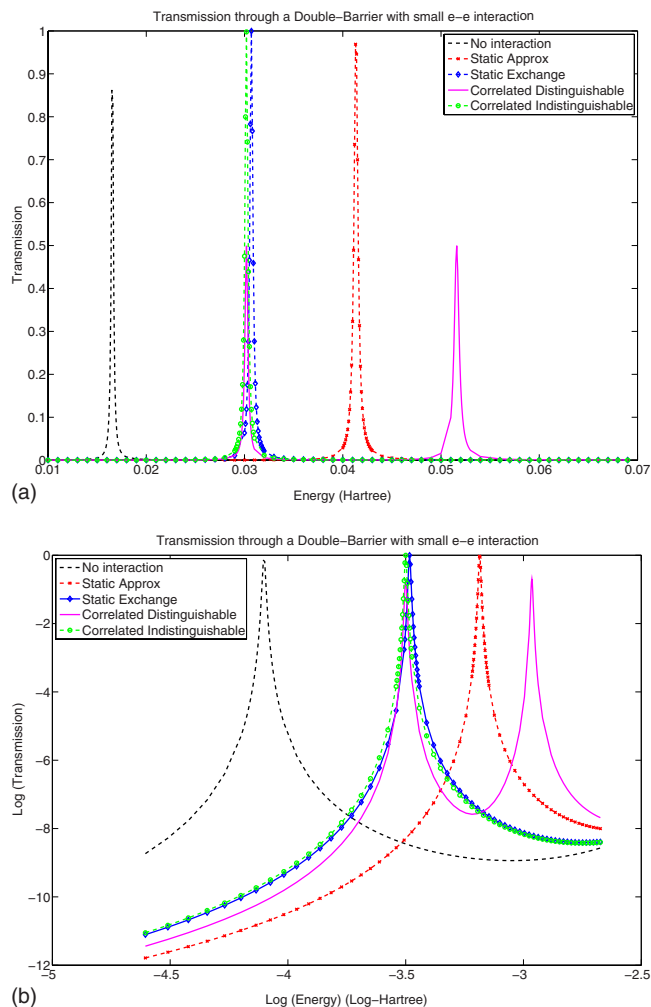 Transmission through a Double-Barrier with small e-e interaction
1
0.9
0.8
0.7
0.6
0.5
0.4
0.3
0.2
0.1
0
Transmission
No interaction
Static Approx
Static Exchange
Correlated Distinguishable
Correlated Indistinguishable
0.01 0.02 0.03 0.04 0.05 0.06 0.07
Energy (Hartree)
(a)
Transmission through a Double-Barrier with small e-e interaction
0
-2
-4
-6
-8
-10
-12
Log (Transmission)
No interaction
Static Approx
Static Exchange
Correlated Distinguishable
Correlated Indistinguishable
-5 -4.5 -4 -3.5 -3 -2.5
Log (Energy) (Log-Hartree)
(b)